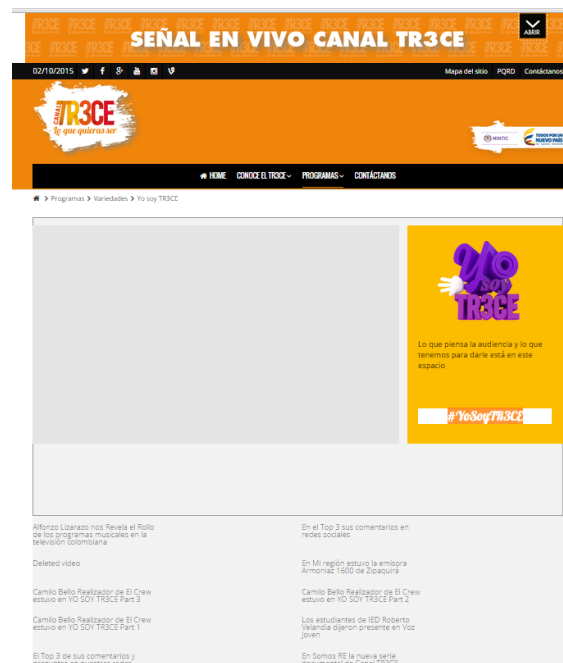 SEÑAL EN VIVO CANAL TR3CE
ABRIR
02/10/2015
Mapa del sitio PQRD Contáctanos
CANAL
TR3CE
lo que quieras ser
MINTIC
TODOS POR UN
NUEVO PAÍS
HOME CONOCE EL TR3CE PROGRAMAS CONTÁCTANOS
Programas > Variedades > Yo soy TR3CE
Yo
SOY
TR3CE
Lo que piensa la audiencia y lo que
tenemos para darle está en este
espacio
#YoSoyTR3CE
Alfonzo Lizarazo nos Revela el Rollo
de los programas musicales en la
televisión colombiana
En el Top 3 sus comentarios en
redes sociales
Deleted video
En Mi región estuvo la emisora
Armoniaz 1600 de Zipaquirá
Camilo Bello Realizador de El Crew
estuvo en YO SOY TR3CE Part 3
Camilo Bello Realizador de El Crew
estuvo en YO SOY TR3CE Part 2
Camilo Bello Realizador de El Crew
estuvo en YO SOY TR3CE Part 1
Los estudiantes de IED Roberto
Velandia dijeron presente en Voz
joven
El Top 3 de sus comentarios y
preguntas en nuestras redes
En Somos RE la nueva serie
documental de Canal TR3CE